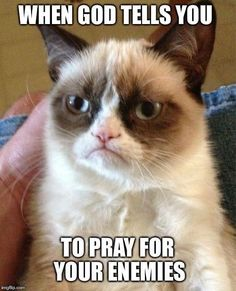 WHEN GOD TELLS YOU
TO PRAY FOR
YOUR ENEMIES
imgflip.com